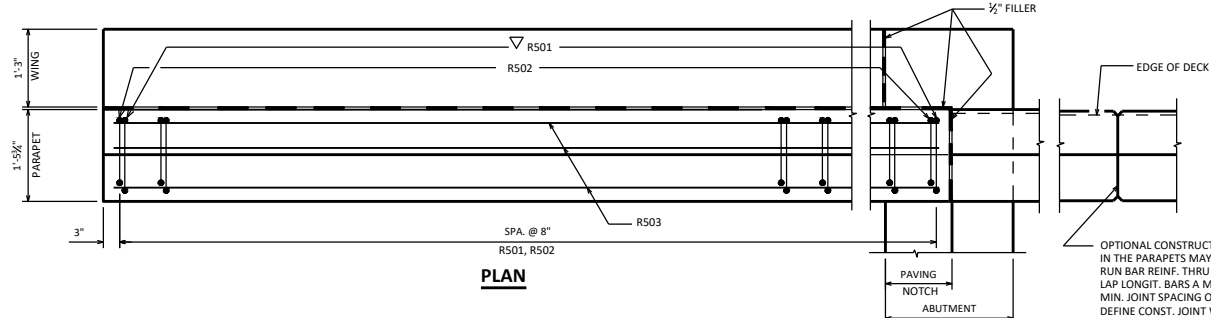 ½" FILLER
R501
R502
EDGE OF DECK
1'-3"
WING
1'-5¾"
PARAPET
R503
3"
SPA. @ 8"
R501, R502
PLAN
PAVING
NOTCH
ABUTMENT
OPTIONAL CONSTRUCT
IN THE PARAPETS MAY
RUN BAR REINF. THRU
LAP LONGIT. BARS A M
MIN. JOINT SPACING O
DEFINE CONST. JOINT W